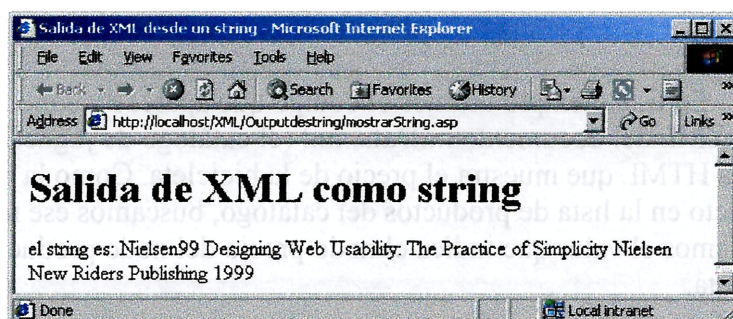 Salida de XML desde un string - Microsoft Internet Explorer
File Edit View Favorites Tools Help
Back Search Favorites History
Address http://localhost/XML/Outputdestring/mostrarString.asp Go Links
Salida de XML como string
el string es: Nielsen99 Designing Web Usability: The Practice of Simplicity Nielsen
New Riders Publishing 1999
Done Local intranet